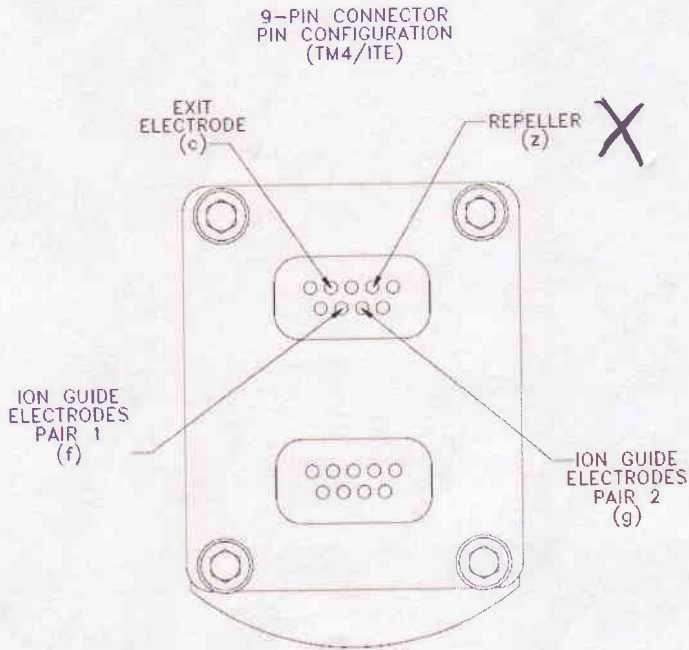 9-PIN CONNECTOR
PIN CONFIGURATION
(TM4/ITE)
EXIT
ELECTRODE
(c)
REPELLER
(z)
X
ION GUIDE
ELECTRODES
PAIR 1
(f)
ION GUIDE
ELECTRODES
PAIR 2
(g)